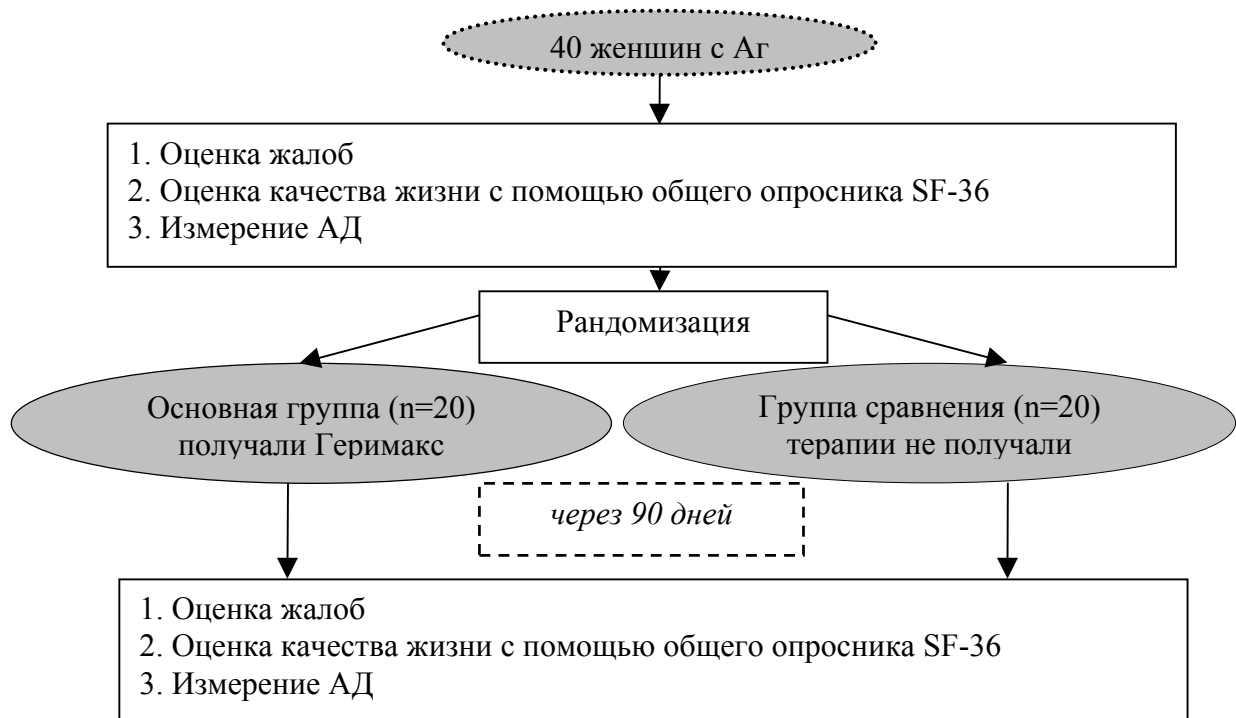 40 женшин с Аг
1. Оценка жалоб
2. Оценка качества жизни с помощью общего опросника SF-36
3. Измерение АД
Рандомизация
Основная группа (n=20)
получали Геримакс
Группа сравнения (n=20)
терапии не получали
через 90 дней
1. Оценка жалоб
2. Оценка качества жизни с помощью общего опросника SF-36
3. Измерение АД